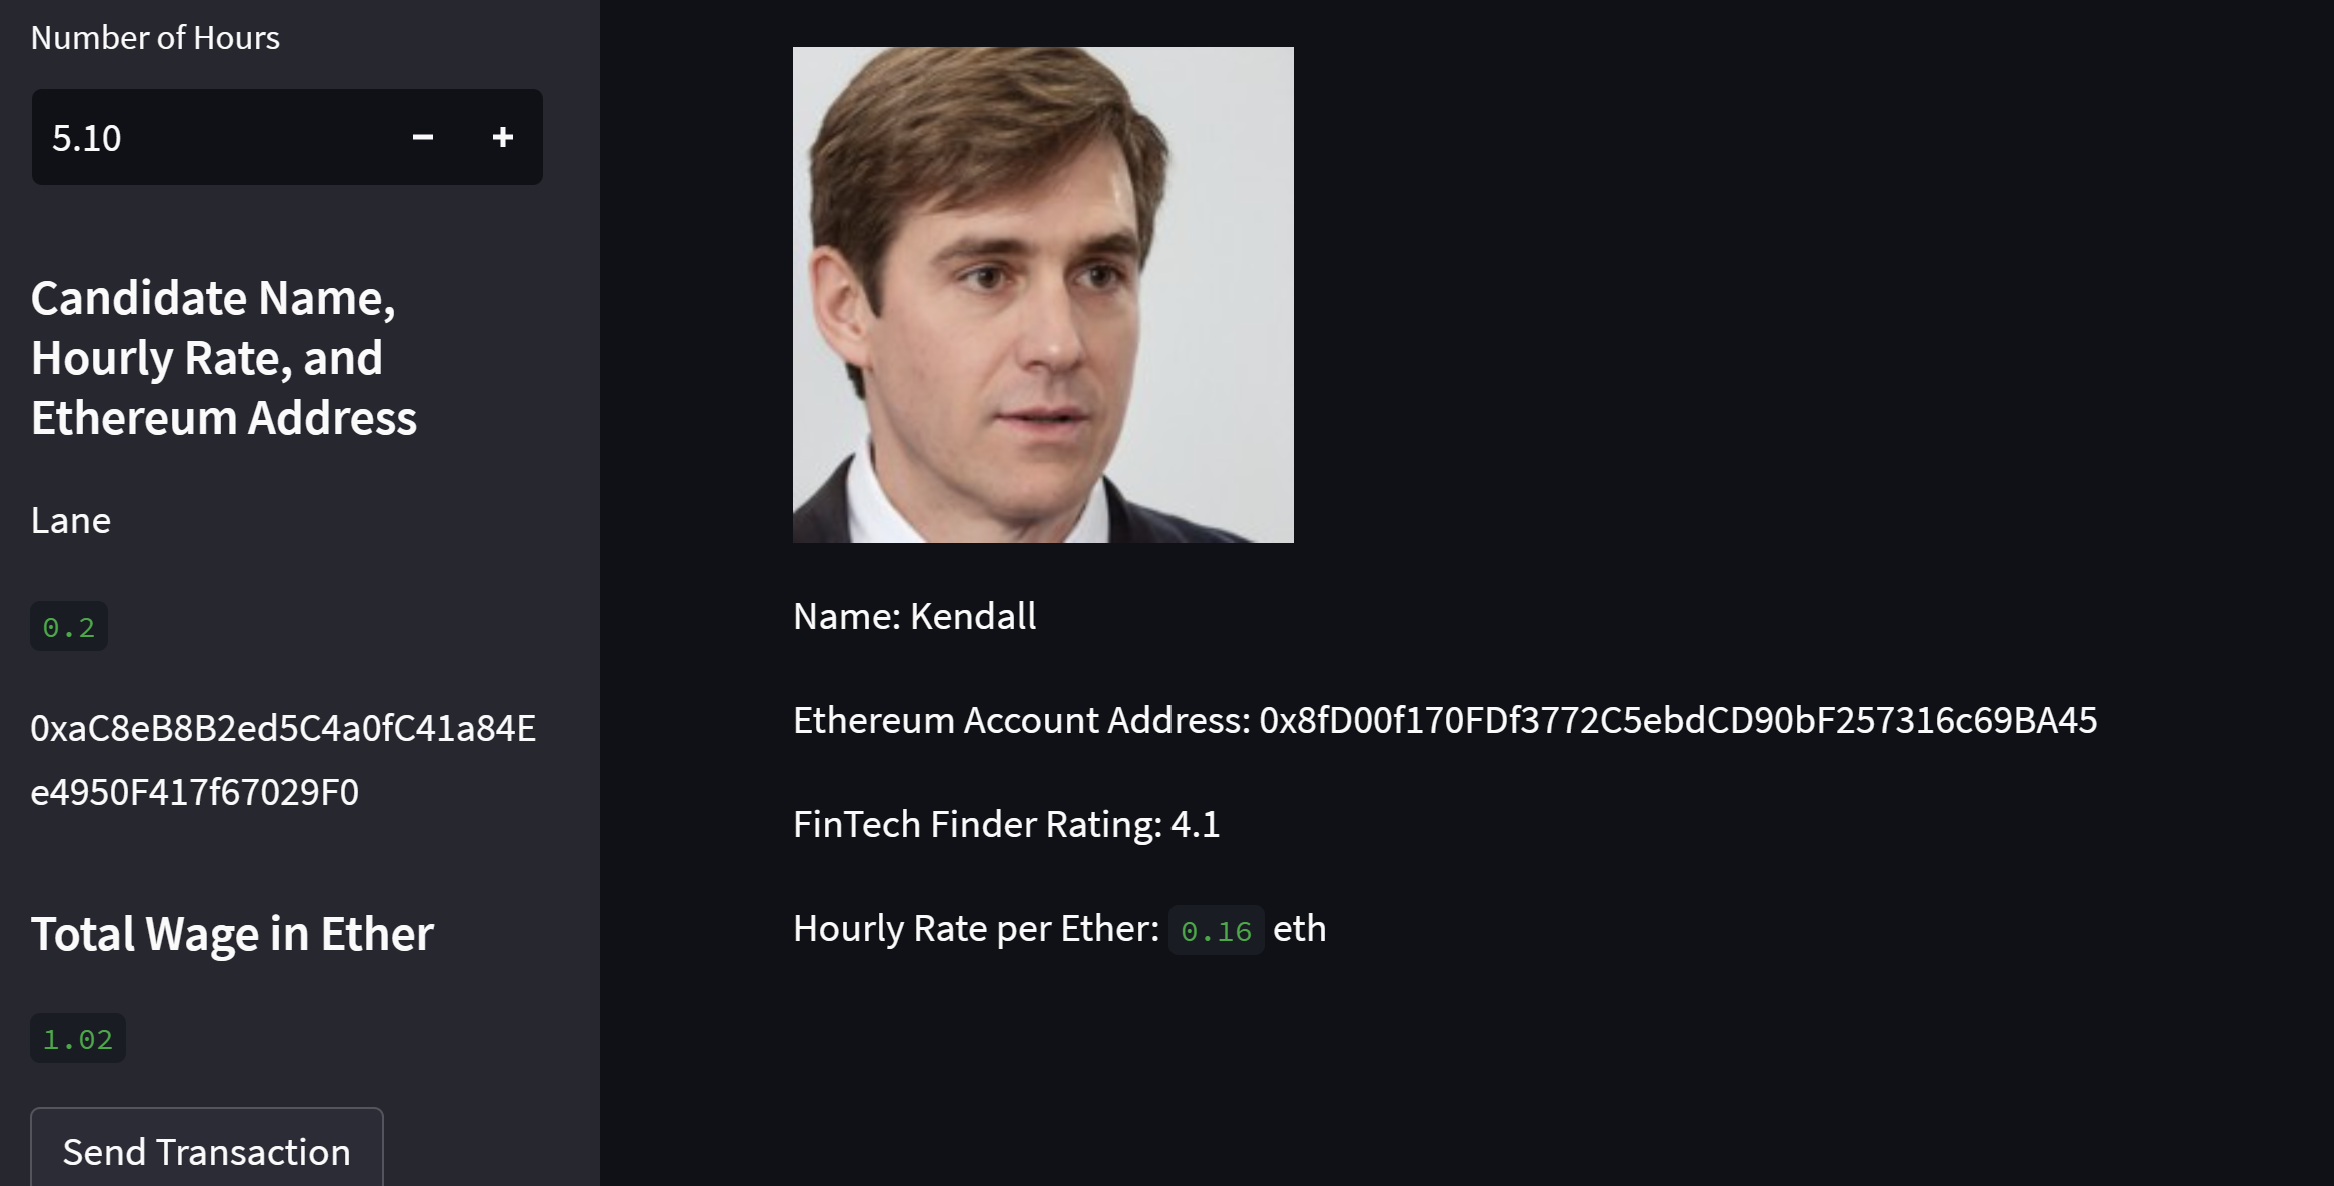 Number of Hours
5.10
Candidate Name,
Hourly Rate, and
Ethereum Address
Lane
0.2
0xaC8eB8B2ed5C4a0fC41a84E
e4950F417f67029F0
Total Wage in Ether
1.02
Send Transaction
Name: Kendall
Ethereum Account Address: 0x8fD00f170FDf3772C5ebdCD90bF257316c69BA45
FinTech Finder Rating: 4.1
Hourly Rate per Ether: 0.16 eth